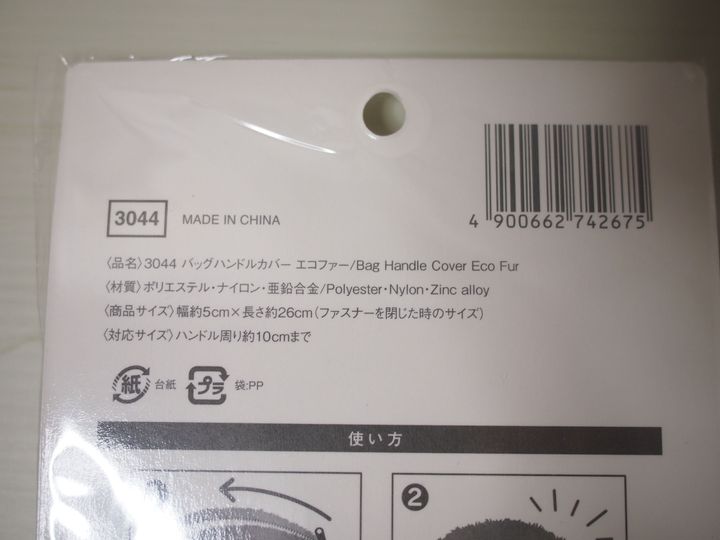 3044 MADE IN CHINA
4 900662 742675
〈品名〉3044 バッグハンドルカバー エコファー/Bag Handle Cover Eco Fur
〈材質〉ポリエステル・ナイロン・亜鉛合金/Polyester・Nylon・Zinc alloy
〈商品サイズ〉幅約5cm×長さ約26cm(ファスナーを閉じた時のサイズ)
〈対応サイズ〉ハンドル周り約10cmまで
紙 台紙 プラ 袋:PP
使い方
2